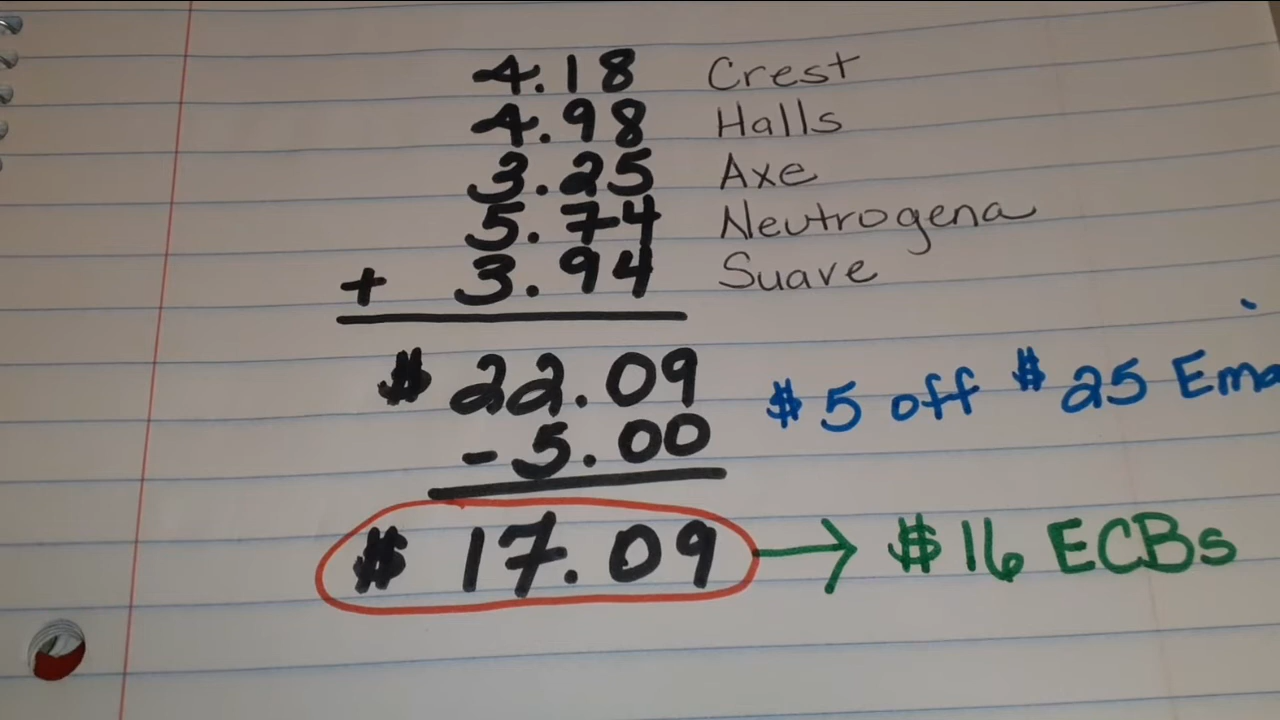 4.18 Crest
4.98 Halls
3.25 Axe
5.74 Neutrogena
+ 3.94 Suave
$ 22.09 $5 off $25 Ema
- 5.00
$ 17.09 → $16 ECBs